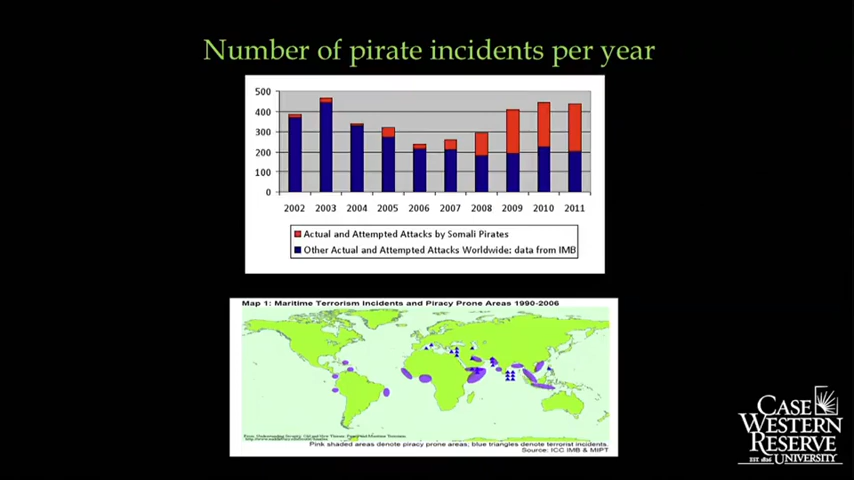 Number of pirate incidents per year
500
400
300
200
100
0
2002 2003 2004 2005 2006 2007 2008 2009 2010 2011
Actual and Attempted Attacks by Somali Pirates
Other Actual and Attempted Attacks Worldwide: data from IMB
Map 1: Maritime Terrorism Incidents and Piracy Prone Areas 1990-2006
Pink shaded areas denote piracy prone areas; blue triangles denote terrorist incidents.
Source: ICC IMB & MIPT
CASE
WESTERN
RESERVE
EST. 1826 UNIVERSITY